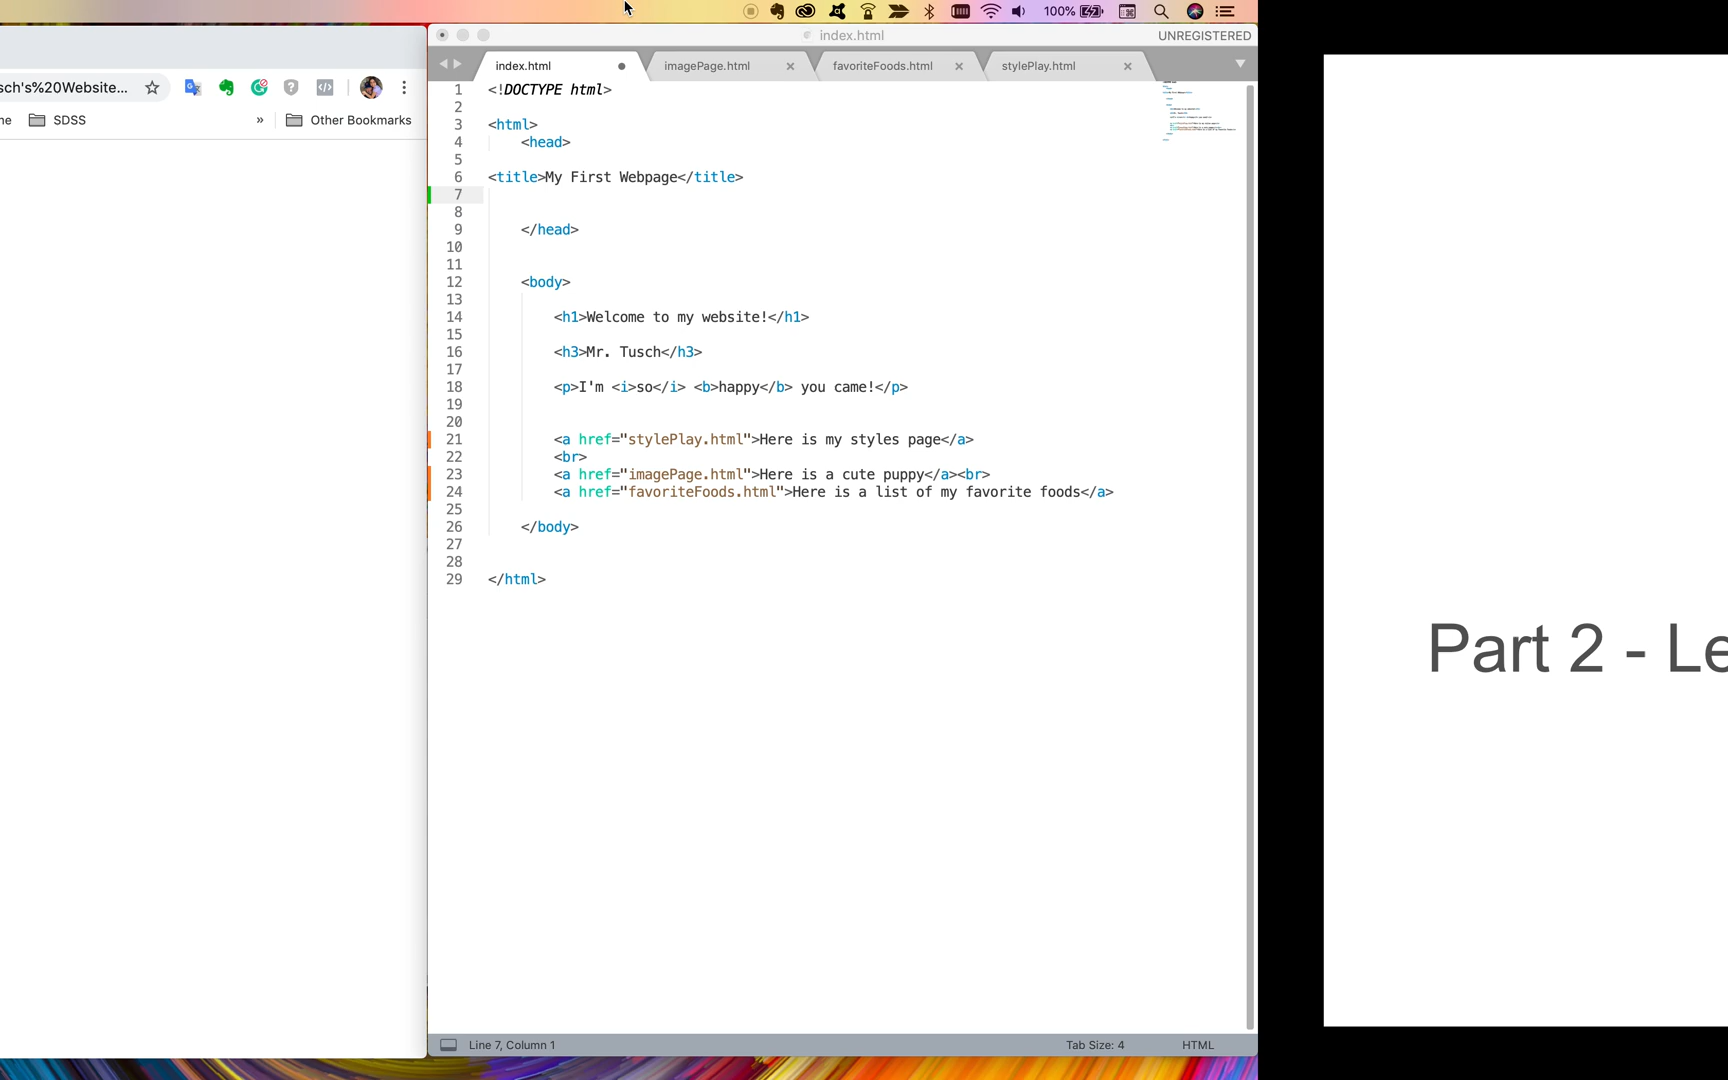 100%
index.html
UNREGISTERED
index.html
imagePage.html
favoriteFoods.html
stylePlay.html
sch's%20Website...
ne
SDSS
»
Other Bookmarks
1 <!DOCTYPE html>
2
3 <html>
4 <head>
5
6 <title>My First Webpage</title>
7
8
9 </head>
10
11
12 <body>
13
14 <h1>Welcome to my website!</h1>
15
16 <h3>Mr. Tusch</h3>
17
18 <p>I'm <i>so</i> <b>happy</b> you came!</p>
19
20
21 <a href="stylePlay.html">Here is my styles page</a>
22 <br>
23 <a href="imagePage.html">Here is a cute puppy</a><br>
24 <a href="favoriteFoods.html">Here is a list of my favorite foods</a>
25
26 </body>
27
28
29 </html>
Part 2 - Le
Line 7, Column 1
Tab Size: 4
HTML